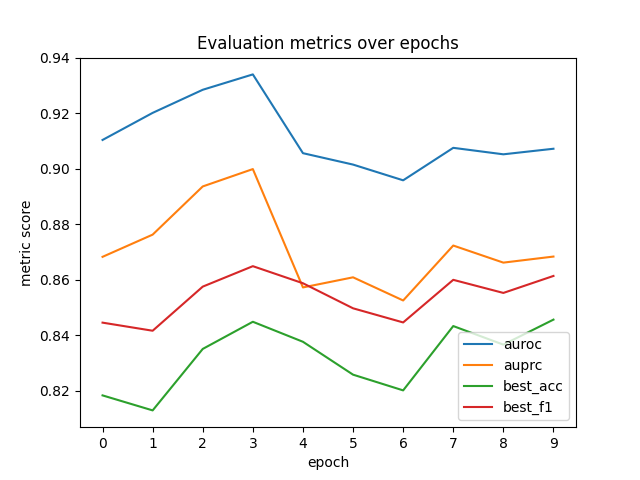 Evaluation metrics over epochs
0.94
0.92
0.90
0.88
0.86
0.84
0.82
metric score
0 1 2 3 4 5 6 7 8 9
epoch
auroc
auprc
best_acc
best_f1